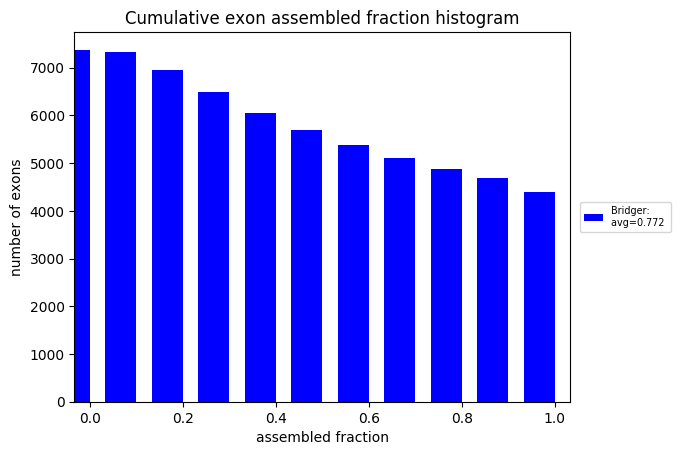 Cumulative exon assembled fraction histogram
number of exons
7000
6000
5000
4000
3000
2000
1000
0
0.0 0.2 0.4 0.6 0.8 1.0
assembled fraction
Bridger:
avg=0.772